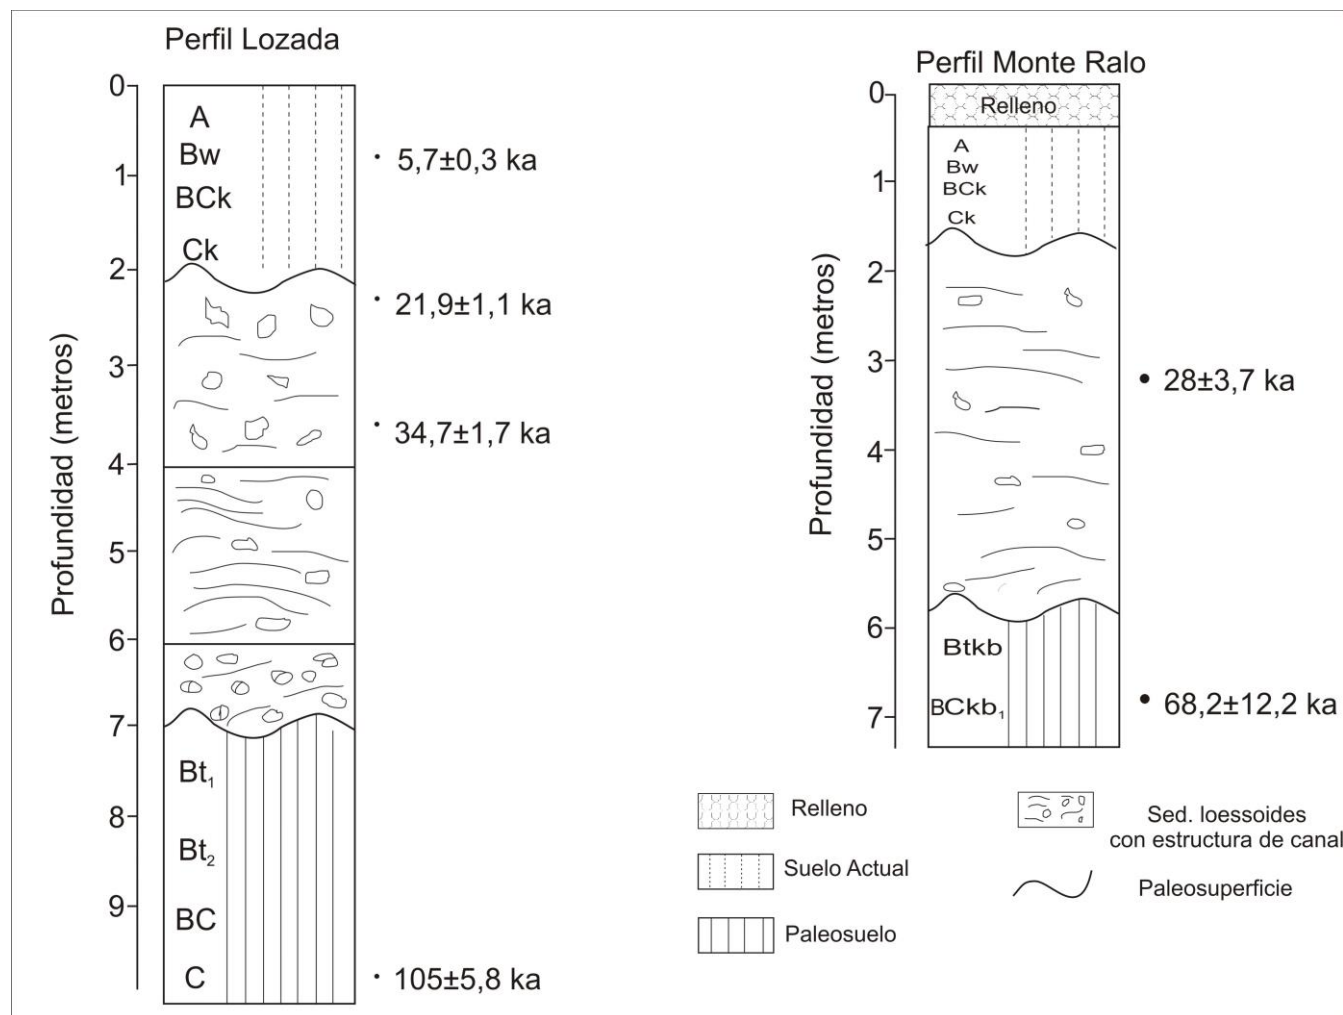 Perfil Lozada
Profundidad (metros)
0
1
2
3
4
5
6
7
8
9
A
Bw
BCk
Ck
Bt1
Bt2
BC
C
5,7±0,3 ka
21,9±1,1 ka
34,7±1,7 ka
105±5,8 ka
Perfil Monte Ralo
Profundidad (metros)
0
1
2
3
4
5
6
7
Relleno
A
Bw
BCk
Ck
Btkb
BCkb1
28±3,7 ka
68,2±12,2 ka
Relleno
Suelo Actual
Paleosuelo
Sed. loessoides
con estructura de canal
Paleosuperficie